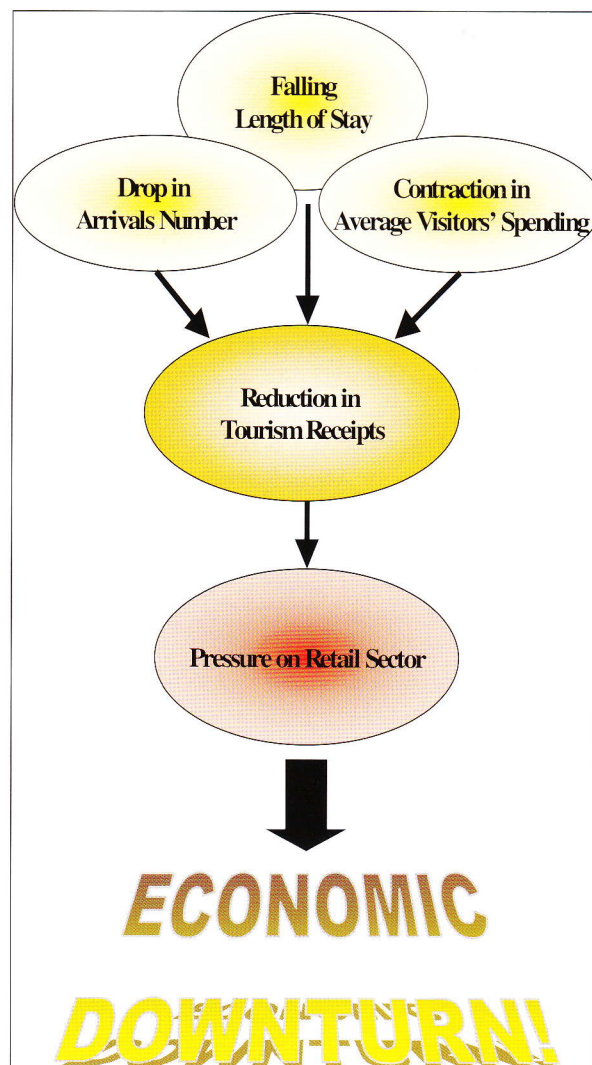 Falling
Length of Stay
Drop in
Arrivals Number
Contraction in
Average Visitors' Spending.
Reduction in
Tourism Receipts
Pressure on Retail Sector
ECONOMIC
DOWNTURN!